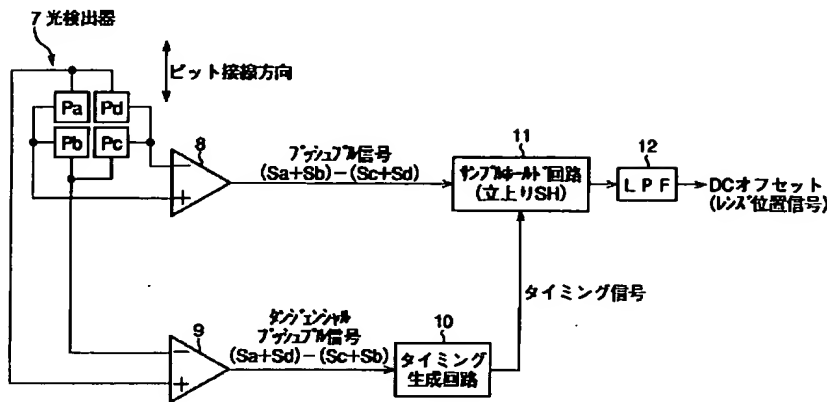 7 光検出器
ピット接線方向
Pa
Pd
Pb
Pc
8
−
+
プッシュプル信号
(Sa+Sb)−(Sc+Sd)
11
サンプルホールド回路
(立上りSH)
12
LPF
DCオフセット
(レンズ位置信号)
タイミング信号
9
−
+
タンジェンシャル
プッシュプル信号
(Sa+Sd)−(Sc+Sb)
10
タイミング
生成回路